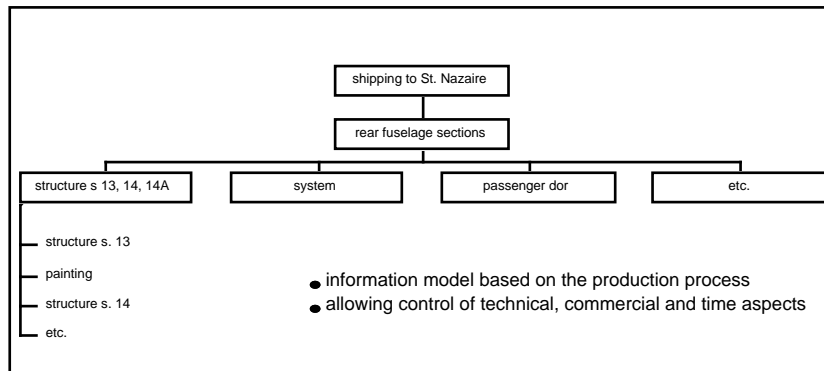 shipping to St. Nazaire
rear fuselage sections
structure s 13, 14, 14A
system
passenger dor
etc.
structure s. 13
painting
structure s. 14
etc.
● information model based on the production process
● allowing control of technical, commercial and time aspects